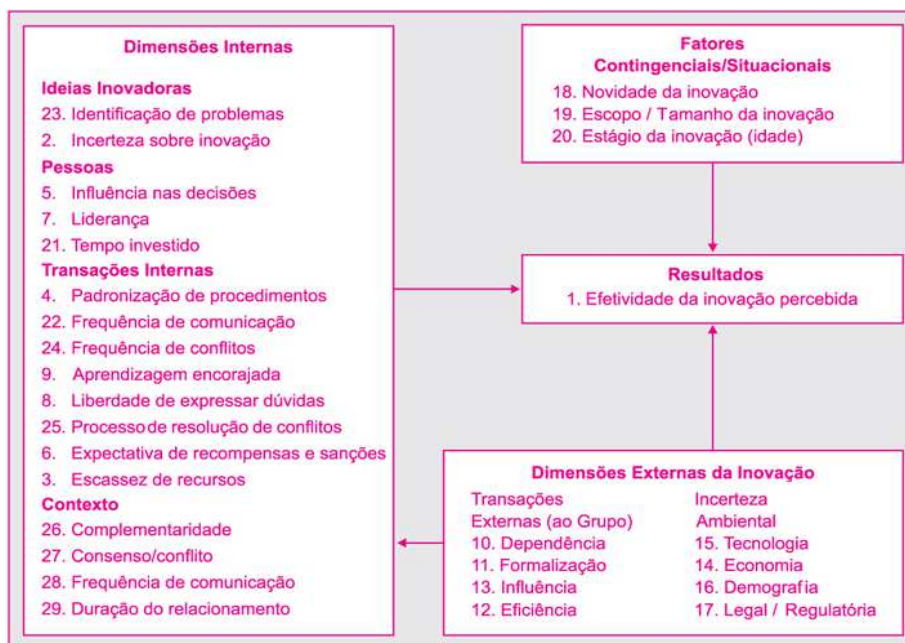 Dimensões Internas
Ideias Inovadoras
23. Identificação de problemas
2. Incerteza sobre inovação
Pessoas
5. Influência nas decisões
7. Liderança
21. Tempo investido
Transações Internas
4. Padronização de procedimentos
22. Frequência de comunicação
24. Frequência de conflitos
9. Aprendizagem encorajada
8. Liberdade de expressar dúvidas
25. Processo de resolução de conflitos
6. Expectativa de recompensas e sanções
3. Escassez de recursos
Contexto
26. Complementaridade
27. Consenso/conflito
28. Frequência de comunicação
29. Duração do relacionamento
Fatores
Contingenciais/Situacionais
18. Novidade da inovação
19. Escopo / Tamanho da inovação
20. Estágio da inovação (idade)
Resultados
1. Efetividade da inovação percebida
Dimensões Externas da Inovação
Transações
Externas (ao Grupo)
10. Dependência
11. Formalização
13. Influência
12. Eficiência
Incerteza
Ambiental
15. Tecnologia
14. Economia
16. Demografia
17. Legal / Regulatória